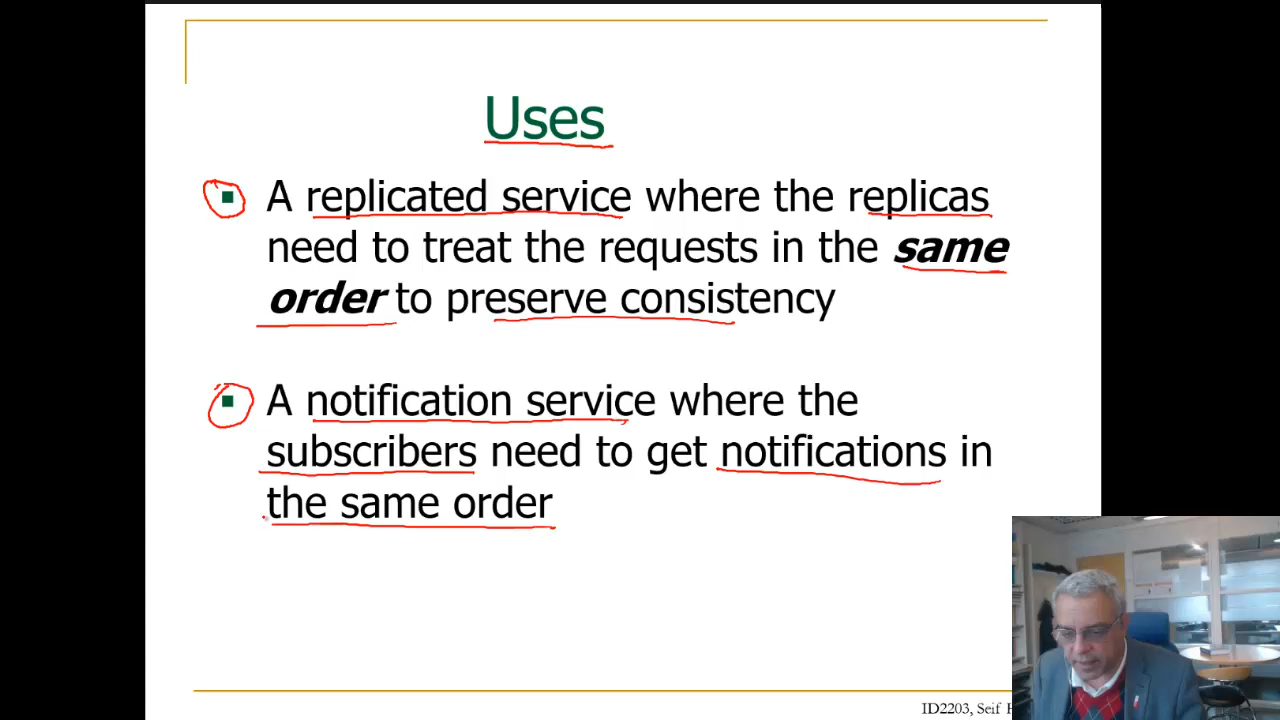 Uses
A replicated service where the replicas
need to treat the requests in the same
order to preserve consistency
A notification service where the
subscribers need to get notifications in
the same order
ID2203, Seif